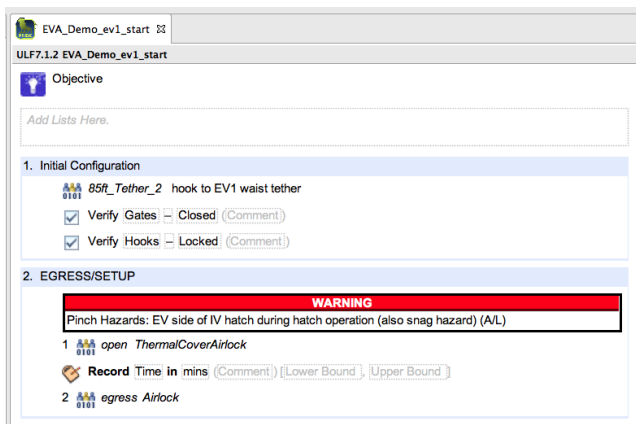 EVA_Demo_ev1_start
ULF7.1.2 EVA_Demo_ev1_start
Objective
Add Lists Here.
1. Initial Configuration
0101 85ft_Tether_2 hook to EV1 waist tether
Verify Gates – Closed (Comment)
Verify Hooks – Locked (Comment)
2. EGRESS/SETUP
WARNING
Pinch Hazards: EV side of IV hatch during hatch operation (also snag hazard) (A/L)
1 0101 open ThermalCoverAirlock
Record Time in mins (Comment) [Lower Bound , Upper Bound ]
2 0101 egress Airlock